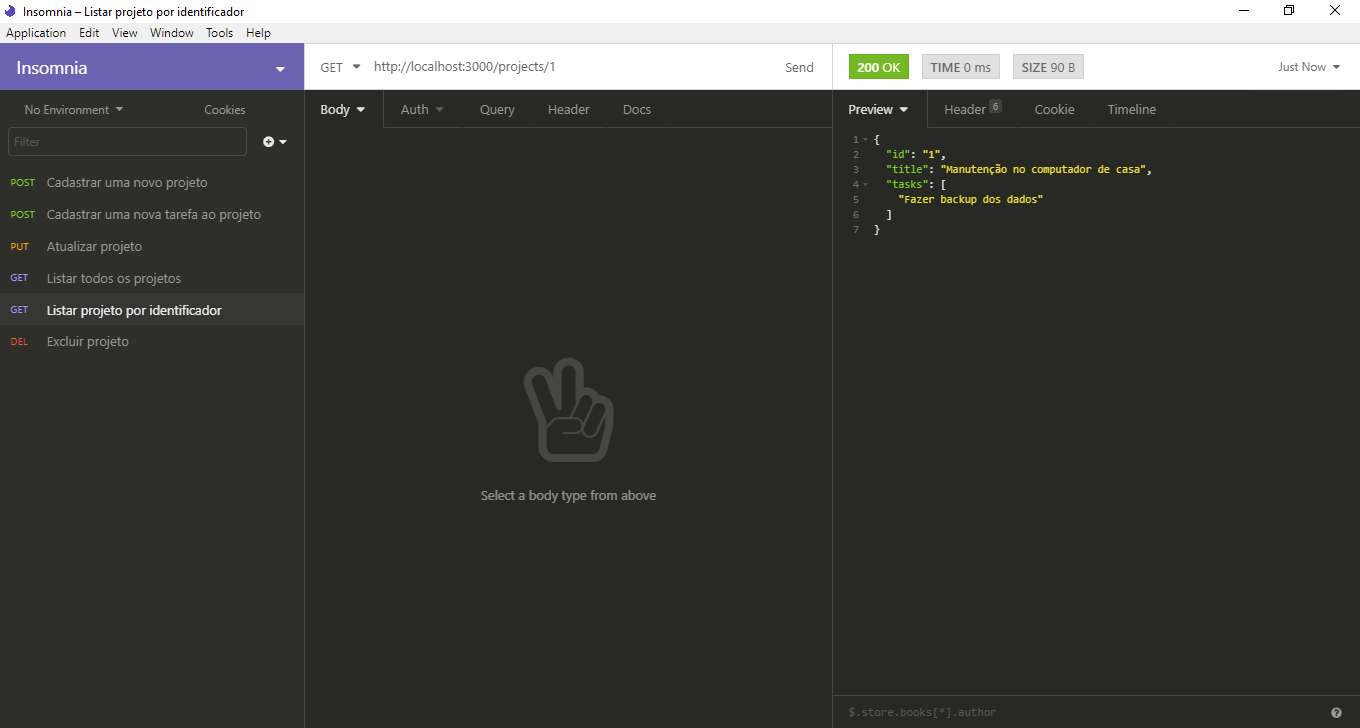 Insomnia – Listar projeto por identificador
Application Edit View Window Tools Help
Insomnia
GET http://localhost:3000/projects/1 Send
200 OK TIME 0 ms SIZE 90 B Just Now
No Environment Cookies
Body Auth Query Header Docs
Preview Header 6 Cookie Timeline
Filter
POST Cadastrar uma novo projeto
POST Cadastrar uma nova tarefa ao projeto
PUT Atualizar projeto
GET Listar todos os projetos
GET Listar projeto por identificador
DEL Excluir projeto
Select a body type from above
1 {
2 "id": "1",
3 "title": "Manutenção no computador de casa",
4 "tasks": [
5 "Fazer backup dos dados"
6 ]
7 }
$.store.books[*].author